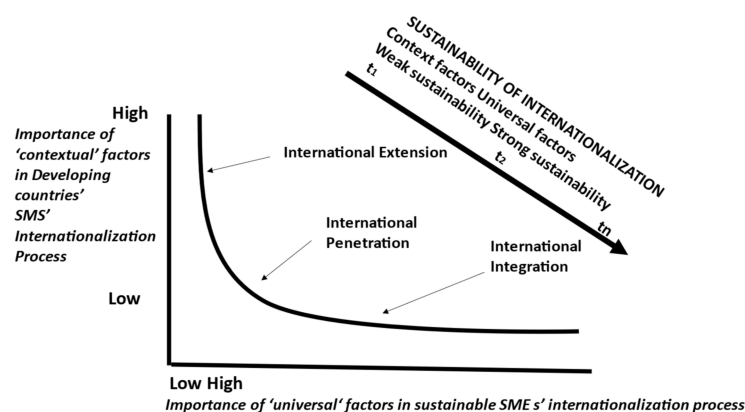 SUSTAINABILITY OF INTERNATIONALIZATION
Context factors Universal factors
Weak sustainability Strong sustainability
t1
t2
tn
High
Importance of
‘contextual’ factors
in Developing
countries’
SMS’
Internationalization
Process
Low
International Extension
International
Penetration
International
Integration
Low High
Importance of ‘universal‘ factors in sustainable SME s’ internationalization process